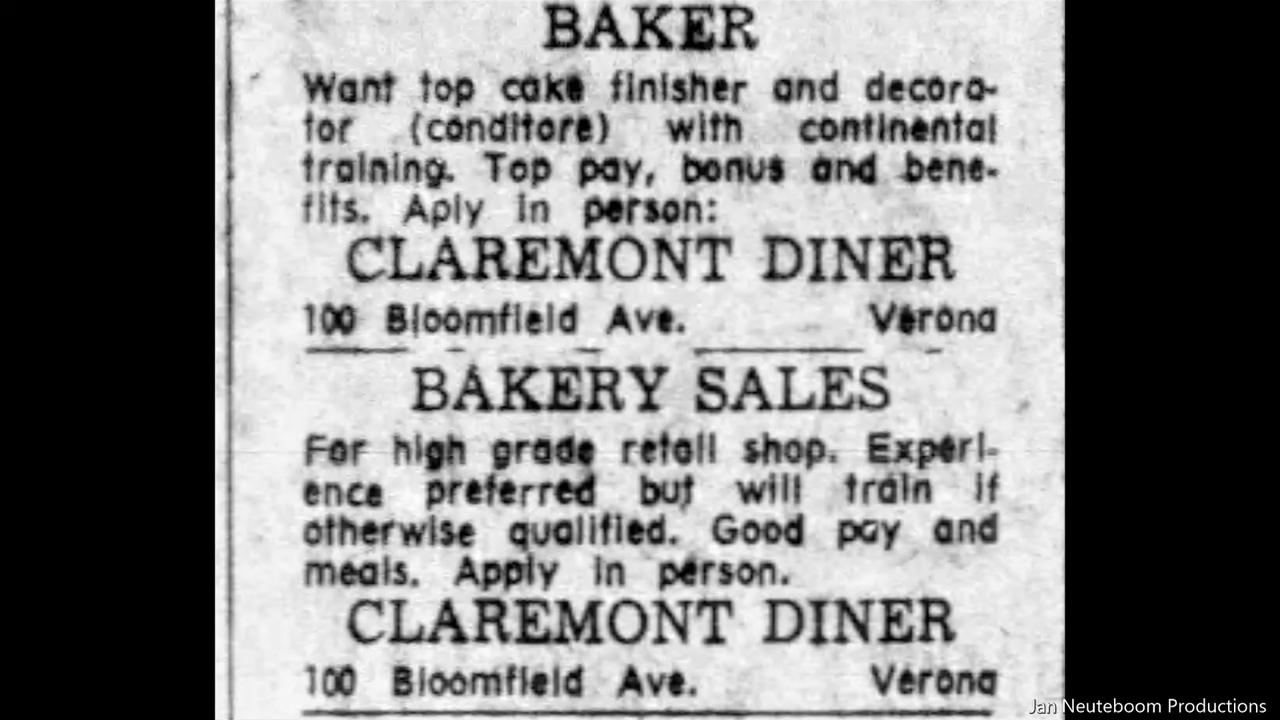 BAKER
Want top cake finisher and decora-
tor (conditore) with continental
training. Top pay, bonus and bene-
fits. Aply in person:
CLAREMONT DINER
100 Bloomfield Ave. Verona
BAKERY SALES
For high grade retail shop. Experi-
ence preferred but will train if
otherwise qualified. Good pay and
meals. Apply in person.
CLAREMONT DINER
100 Bloomfield Ave. Verona
Jan Neuteboom Productions